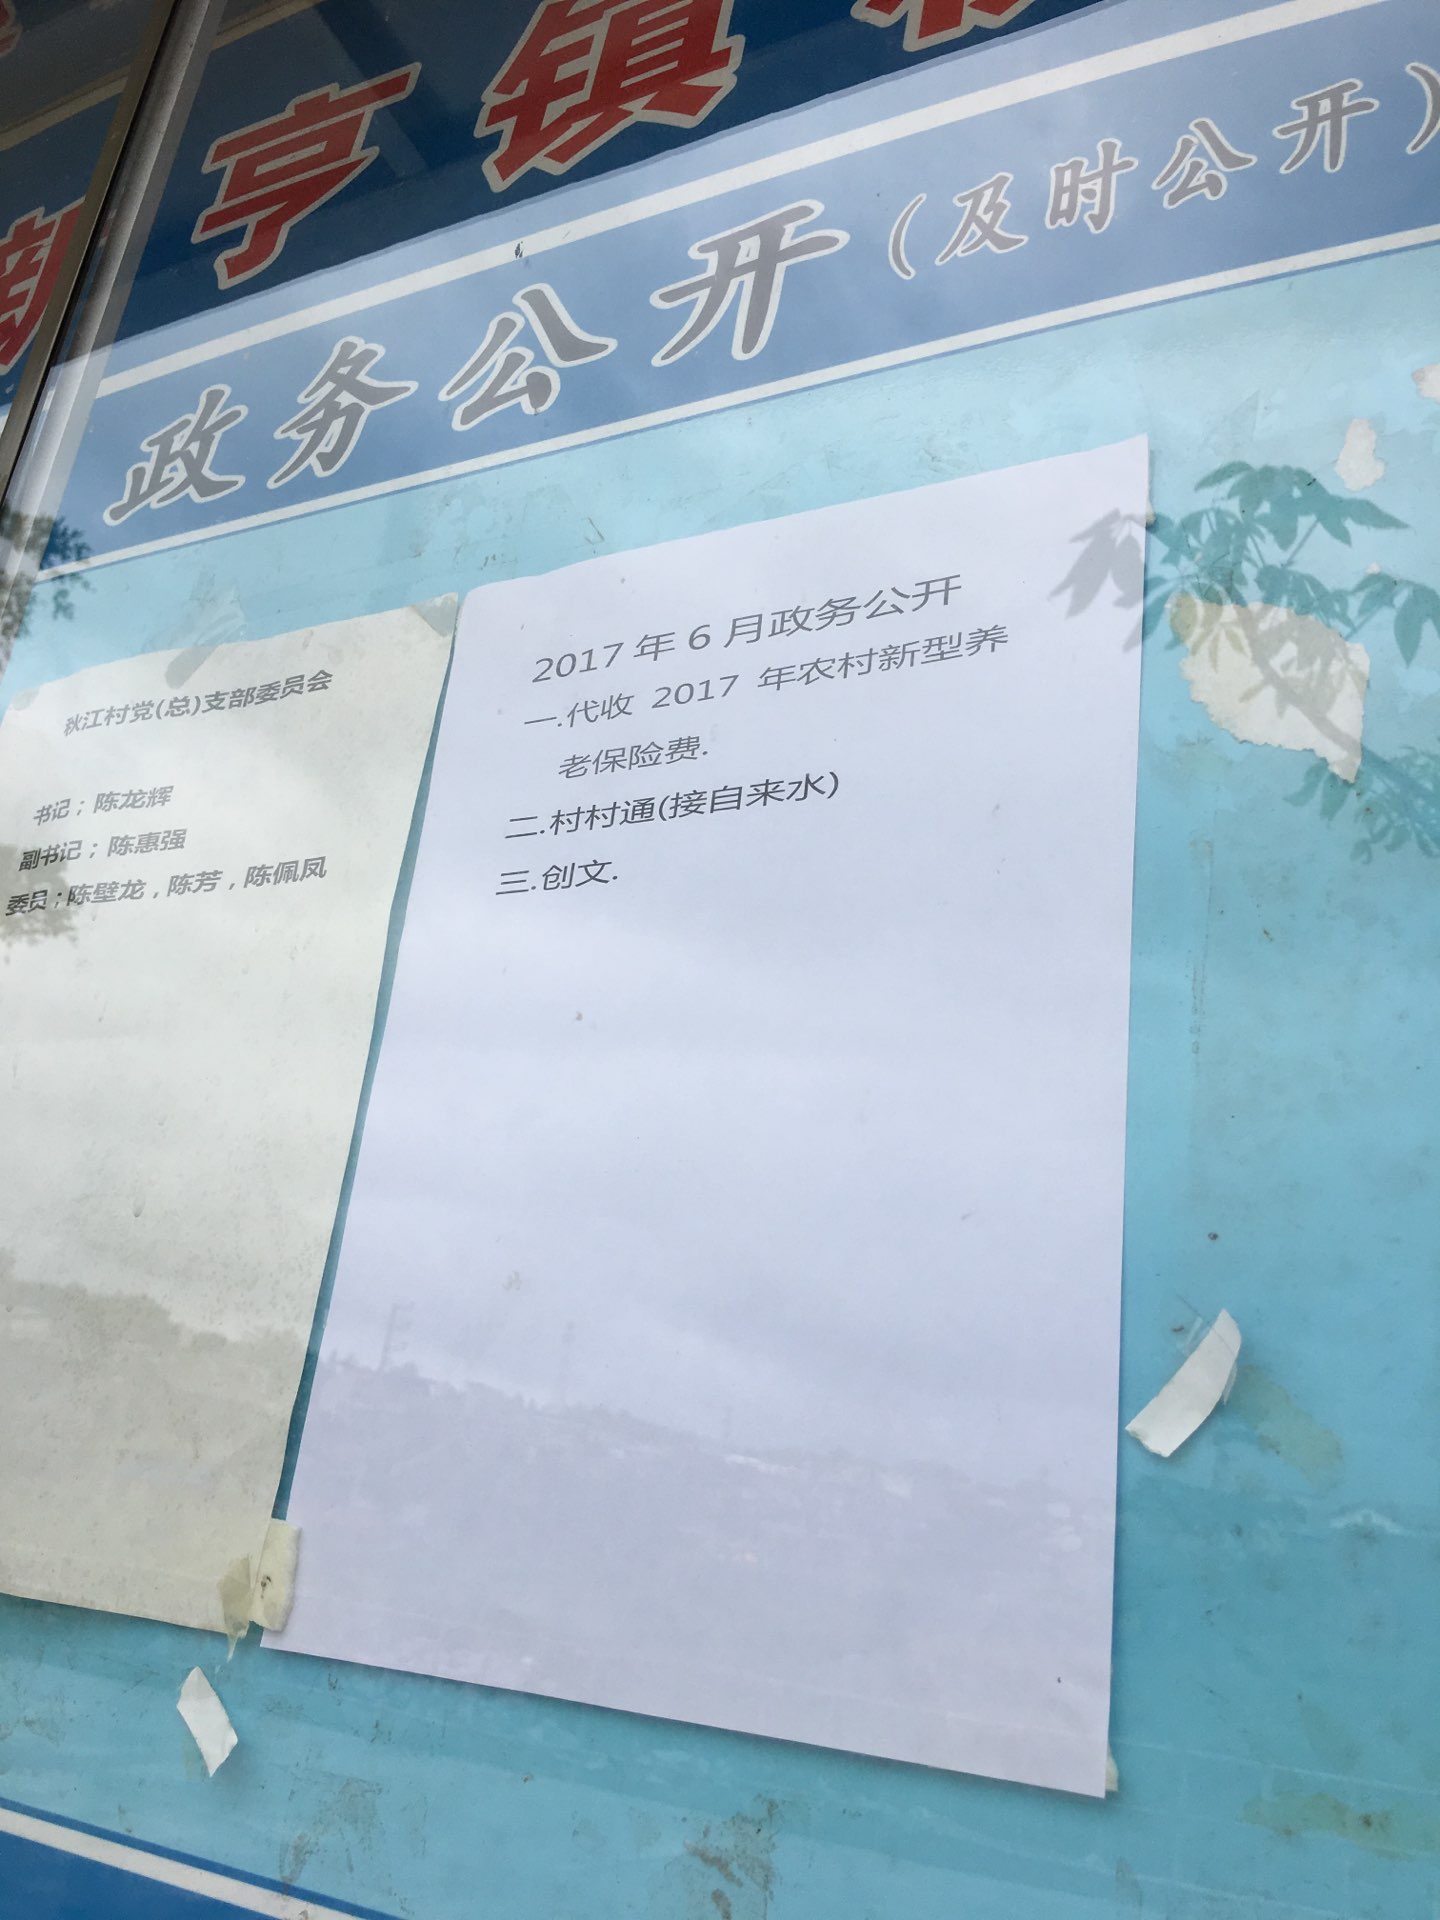 亨镇
政务公开(及时公开)
秋江村党(总)支部委员会
书记；陈龙辉
副书记；陈惠强
委员；陈壁龙，陈芳，陈佩凤
2017年6月政务公开
一.代收 2017 年农村新型养
老保险费.
二.村村通(接自来水)
三.创文.